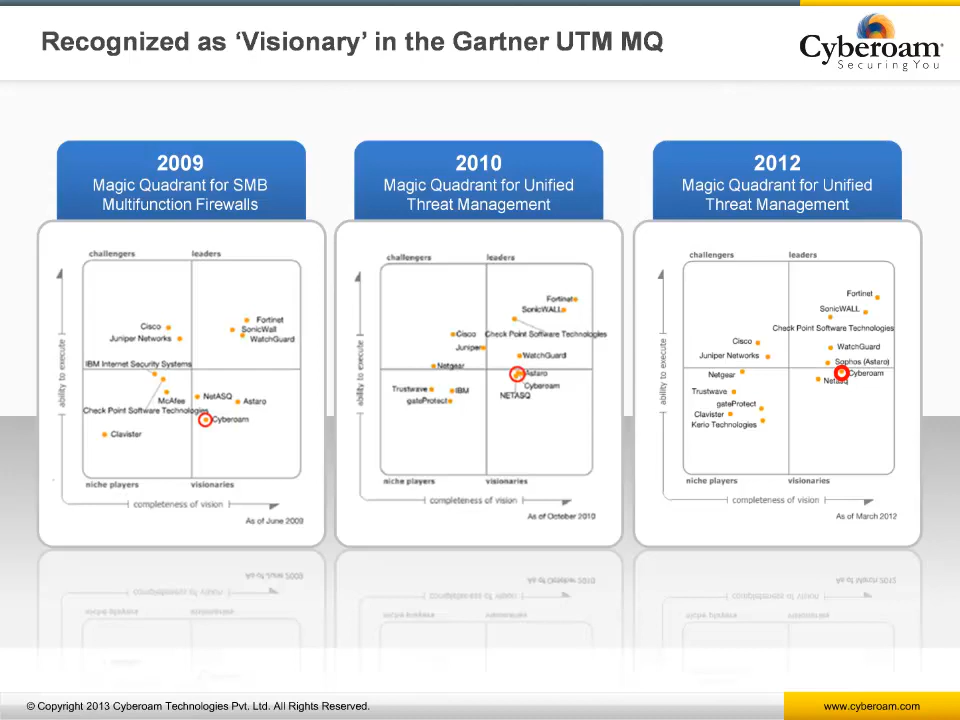 Recognized as ‘Visionary’ in the Gartner UTM MQ
Cyberoam
Securing You
2009
Magic Quadrant for SMB
Multifunction Firewalls
challengers
leaders
Cisco
Juniper Networks
Fortinet
SonicWall
WatchGuard
IBM Internet Security Systems
McAfee
Check Point Software Technologies
NetASQ
Astaro
Cyberoam
Clavister
niche players
visionaries
ability to execute
completeness of vision
As of June 2009
2010
Magic Quadrant for Unified
Threat Management
challengers
leaders
Fortinet
SonicWALL
Cisco
Check Point Software Technologies
Juniper
WatchGuard
Netgear
Astaro
Trustwave
IBM
Cyberoam
gateProtect
NETASQ
niche players
visionaries
ability to execute
completeness of vision
As of October 2010
2012
Magic Quadrant for Unified
Threat Management
challengers
leaders
Fortinet
SonicWALL
Check Point Software Technologies
Cisco
WatchGuard
Juniper Networks
Sophos (Astaro)
Netgear
Cyberoam
Netasq
Trustwave
gateProtect
Clavister
Kerio Technologies
niche players
visionaries
ability to execute
completeness of vision
As of March 2012
© Copyright 2013 Cyberoam Technologies Pvt. Ltd. All Rights Reserved.
www.cyberoam.com